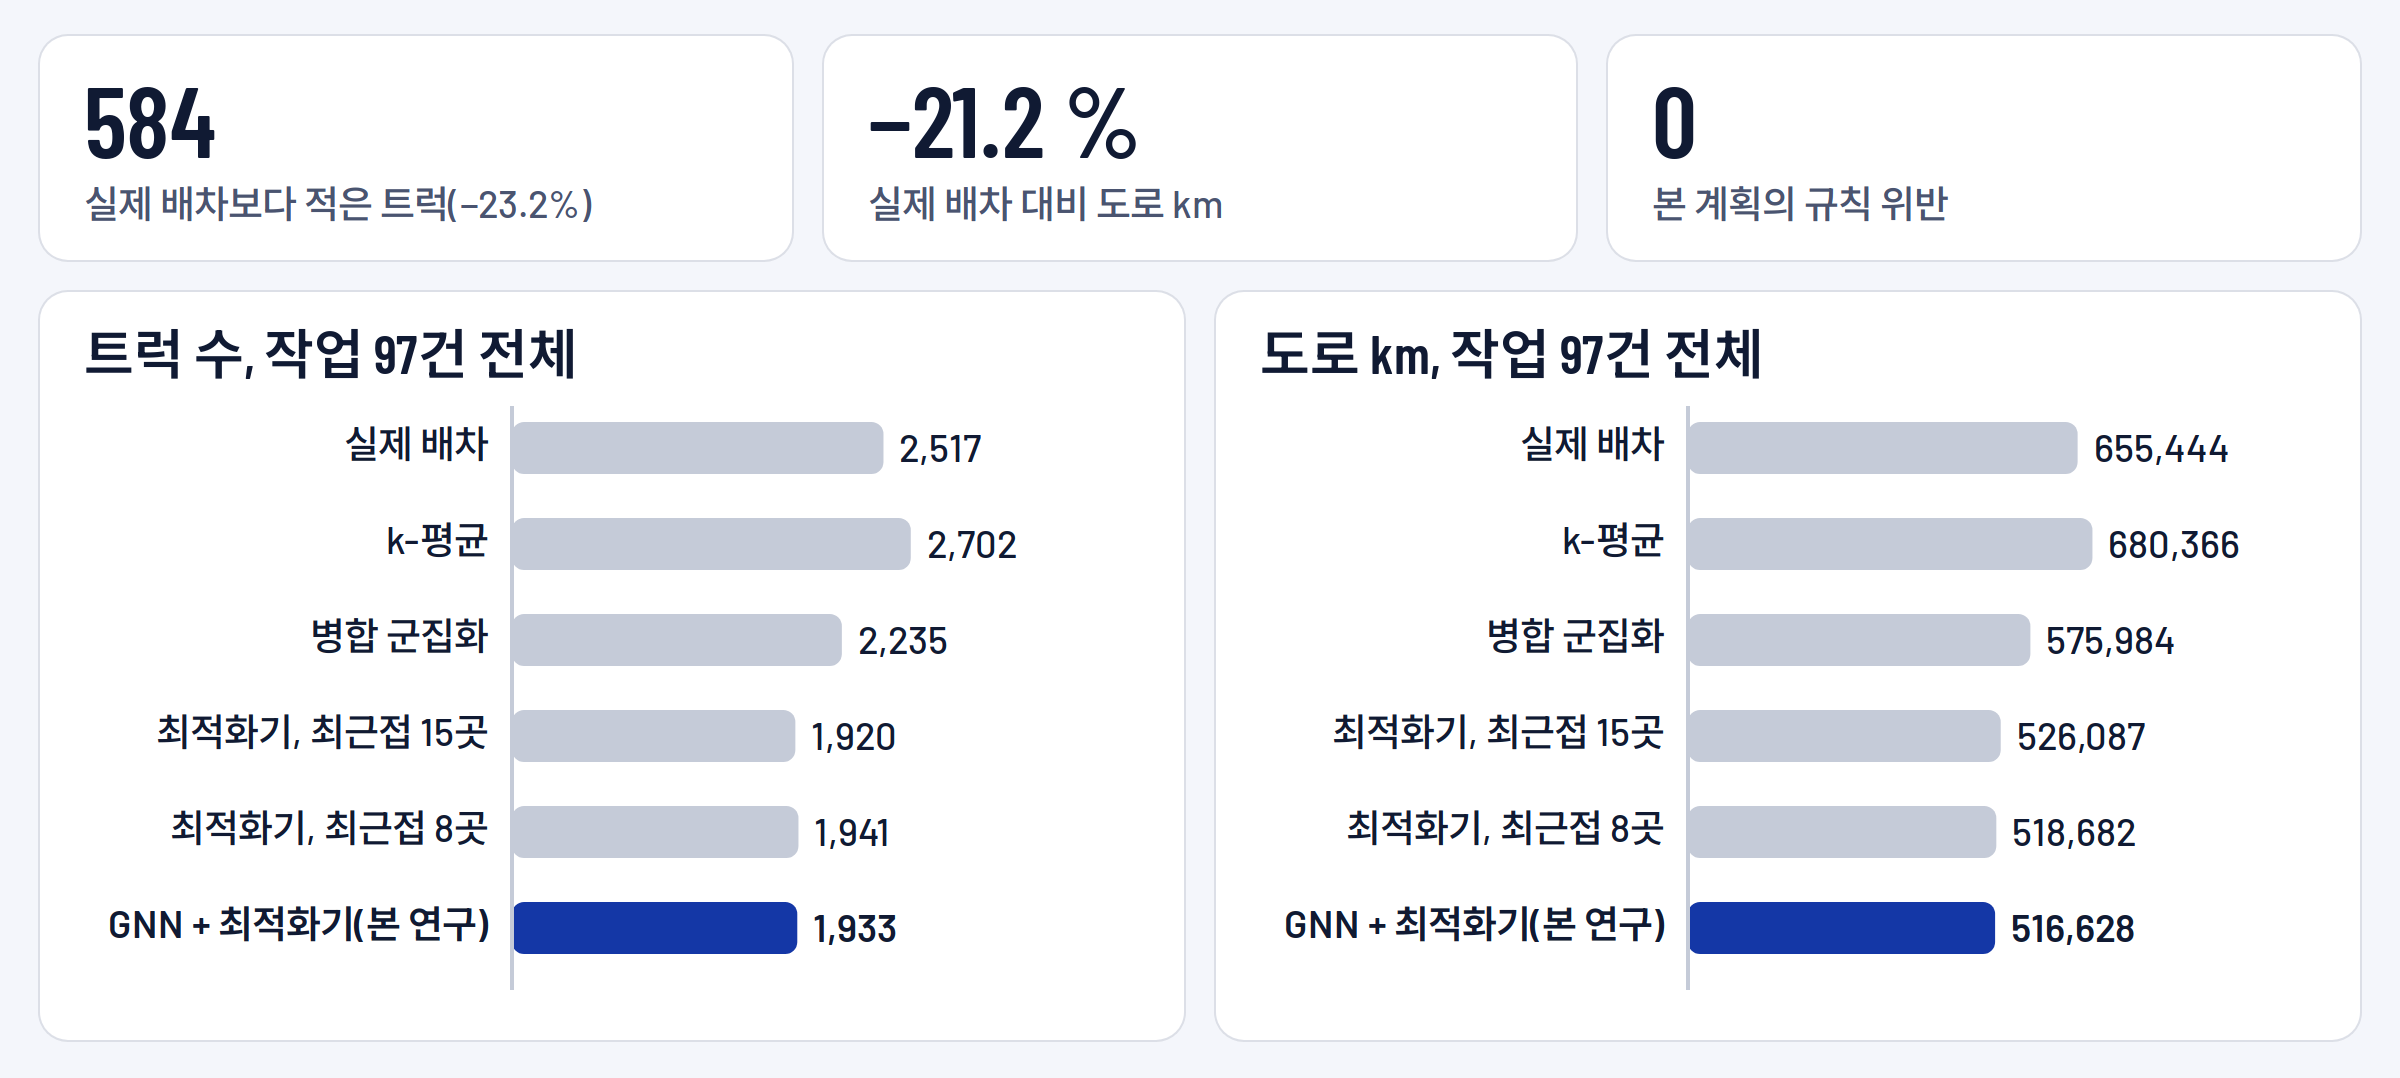 584
실제 배차보다 적은 트럭(−23.2%)
−21.2 %
실제 배차 대비 도로 km
0
본 계획의 규칙 위반
트럭 수, 작업 97건 전체
실제 배차 2,517
k-평균 2,702
병합 군집화 2,235
최적화기, 최근접 15곳 1,920
최적화기, 최근접 8곳 1,941
GNN + 최적화기(본 연구) 1,933
도로 km, 작업 97건 전체
실제 배차 655,444
k-평균 680,366
병합 군집화 575,984
최적화기, 최근접 15곳 526,087
최적화기, 최근접 8곳 518,682
GNN + 최적화기(본 연구) 516,628